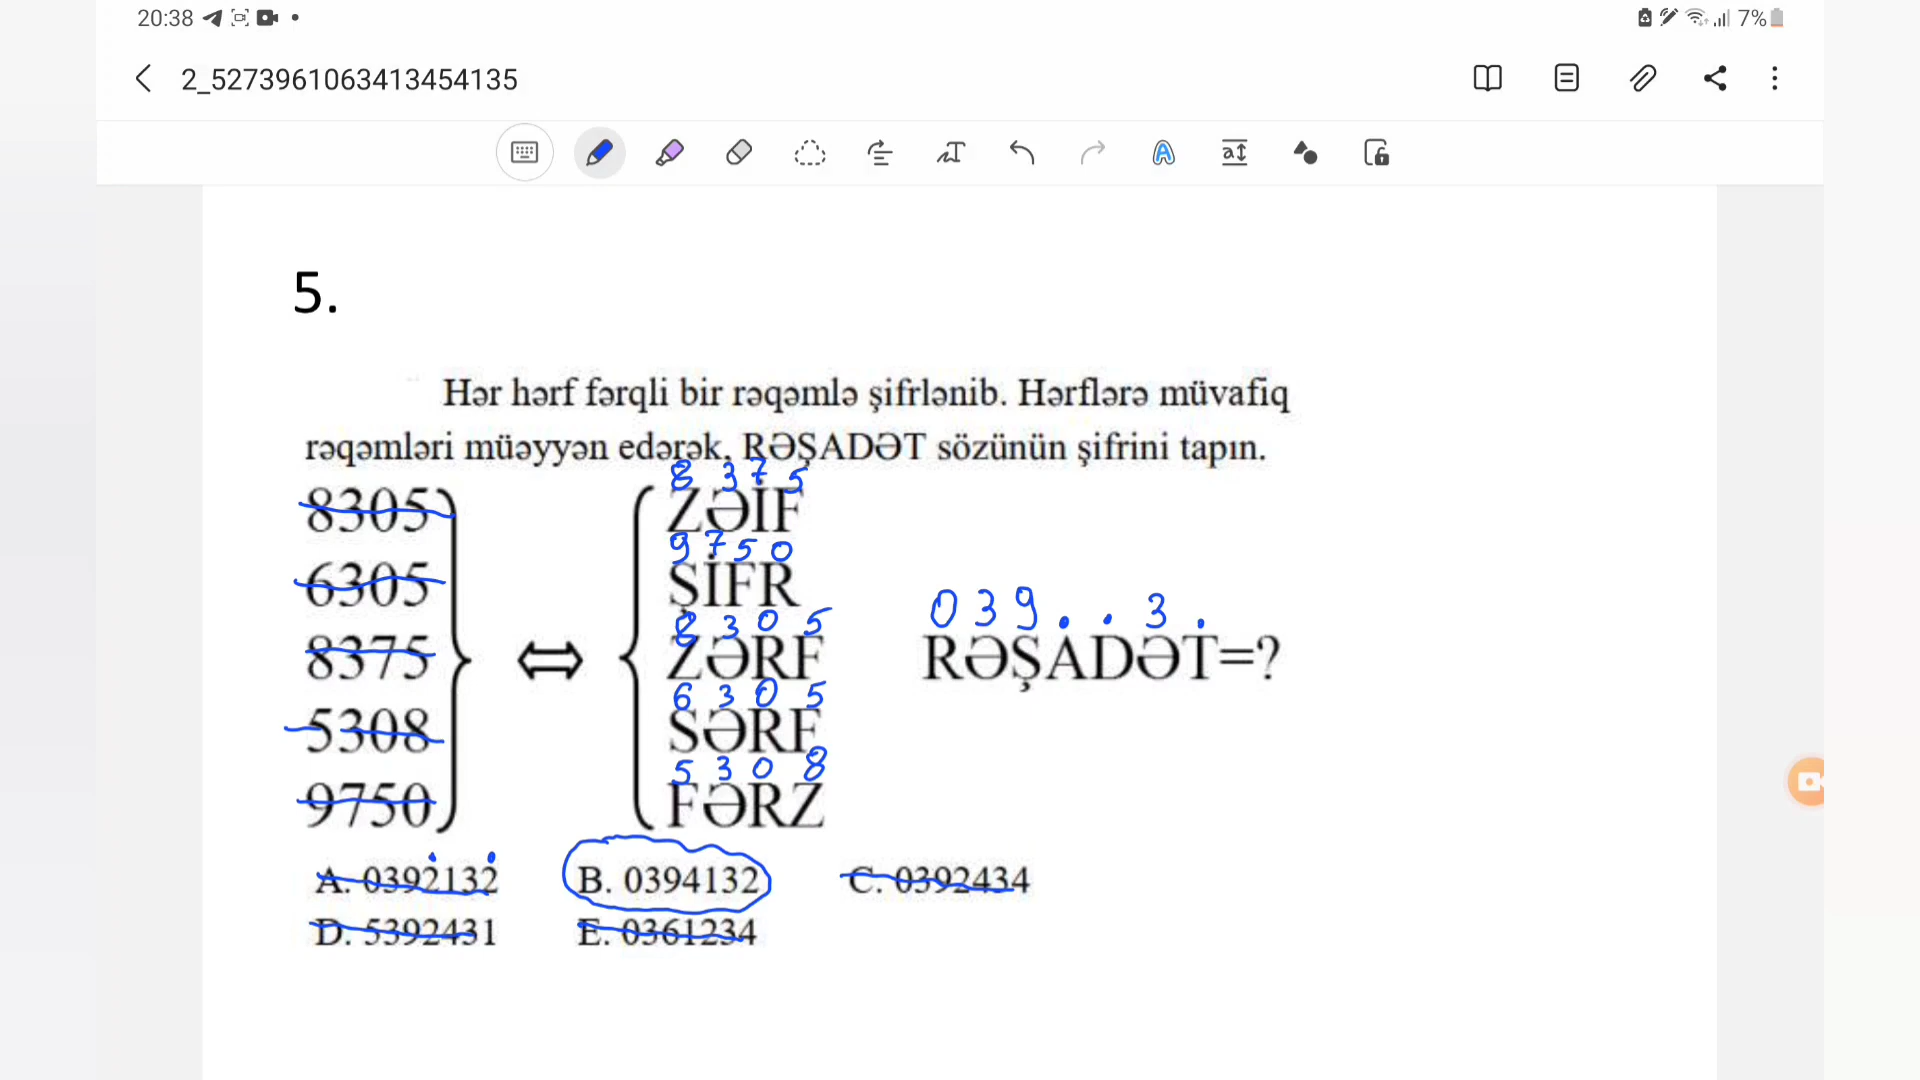 20:38
7%
2_5273961063413454135
5.
Hər hərf fərqli bir rəqəmlə şifrlənib. Hərflərə müvafiq
rəqəmləri müəyyən edərək, RƏŞADƏT sözünün şifrini tapın.
8 3 7 5
8305 ZƏİF
9 7 5 0
6305 ŞİFR
8 3 0 5
8375 ZƏRF
0 3 9 . . 3 .
RƏŞADƏT=?
6 3 0 5
5308 SƏRF
5 3 0 8
9750 FƏRZ
A. 0392132 B. 0394132 C. 0392434
D. 5392431 E. 0361234